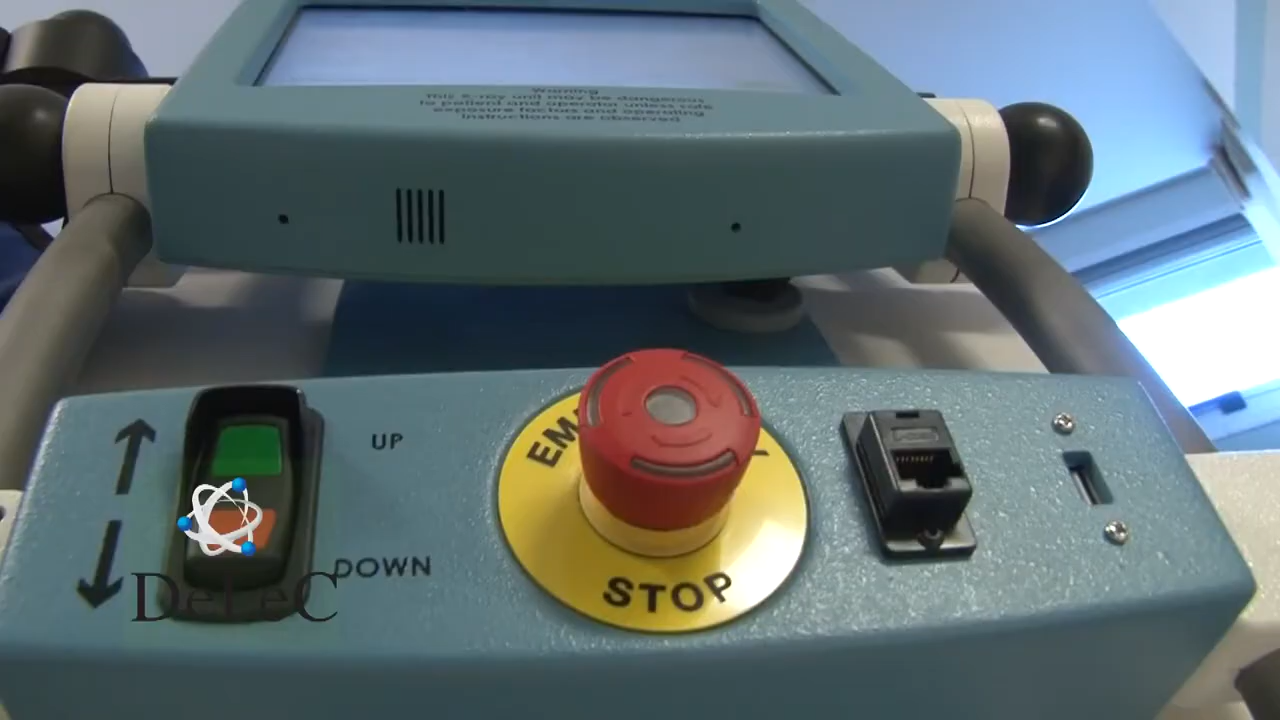 Warning
This X-ray unit may be dangerous
to patient and operator unless safe
exposure factors and operating
instructions are observed
UP
DOWN
STOP
DeLeC